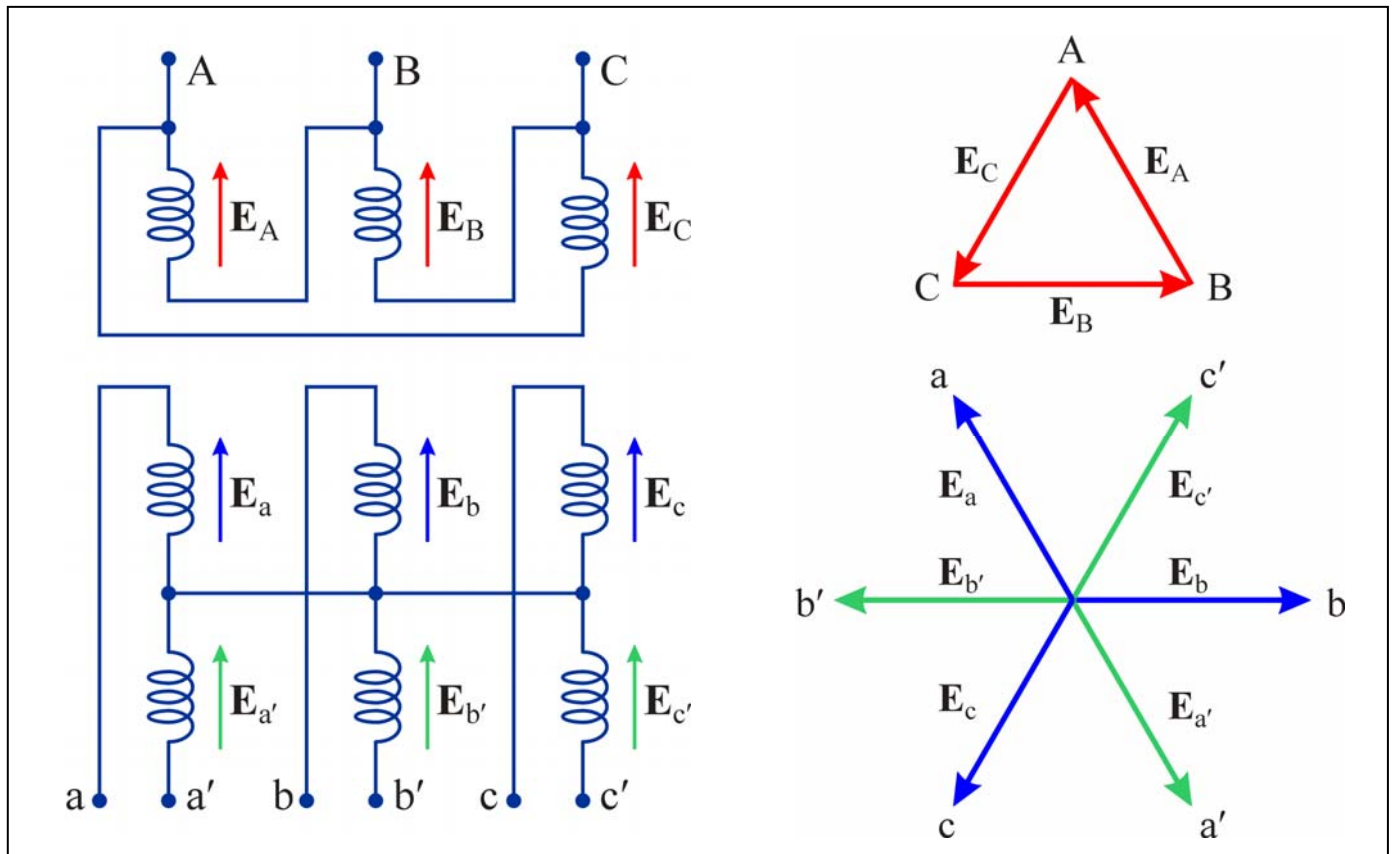 A B C
E_A E_B E_C
E_a E_b E_c
E_a′ E_b′ E_c′
a a′ b b′ c c′
A
E_C E_A
C B
E_B
a c′
E_a E_c′
b′ E_b′ E_b b
E_c E_a′
c a′